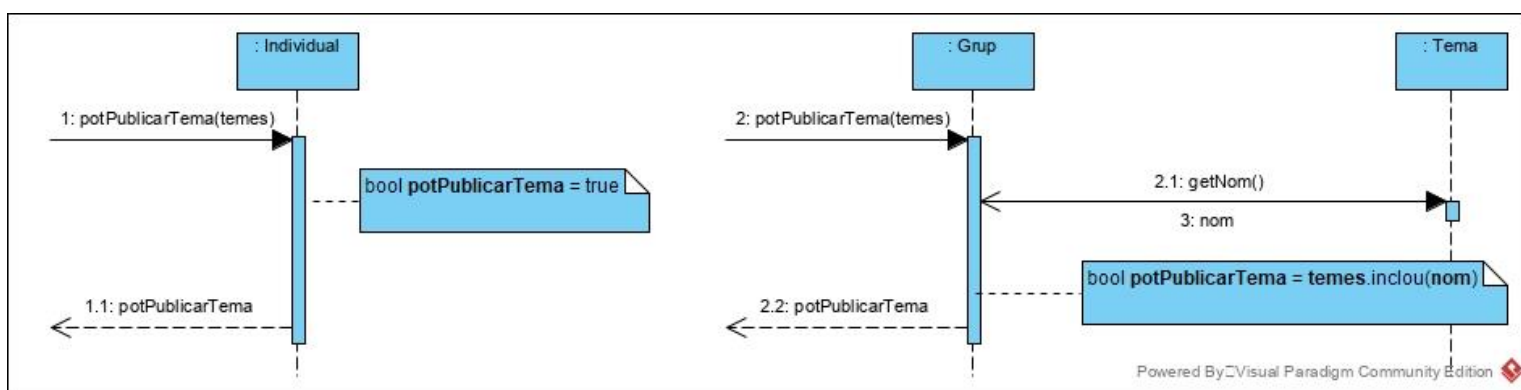 : Individual
1: potPublicarTema(temes)
bool potPublicarTema = true
1.1: potPublicarTema
: Grup
: Tema
2: potPublicarTema(temes)
2.1: getNom()
3: nom
bool potPublicarTema = temes.inclou(nom)
2.2: potPublicarTema
Powered By Visual Paradigm Community Edition